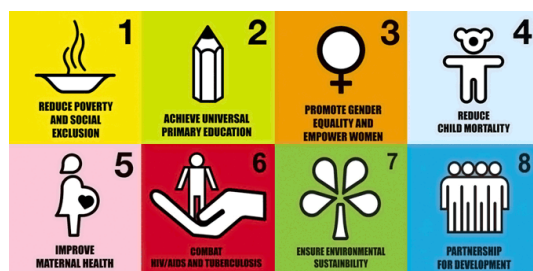 1
REDUCE POVERTY
AND SOCIAL
EXCLUSION
2
ACHIEVE UNIVERSAL
PRIMARY EDUCATION
3
PROMOTE GENDER
EQUALITY AND
EMPOWER WOMEN
4
REDUCE
CHILD MORTALITY
5
IMPROVE
MATERNAL HEALTH
6
COMBAT
HIV/AIDS AND TUBERCULOSIS
7
ENSURE ENVIRONMENTAL
SUSTAINBILITY
8
PARTNERSHIP
FOR DEVELOPMENT